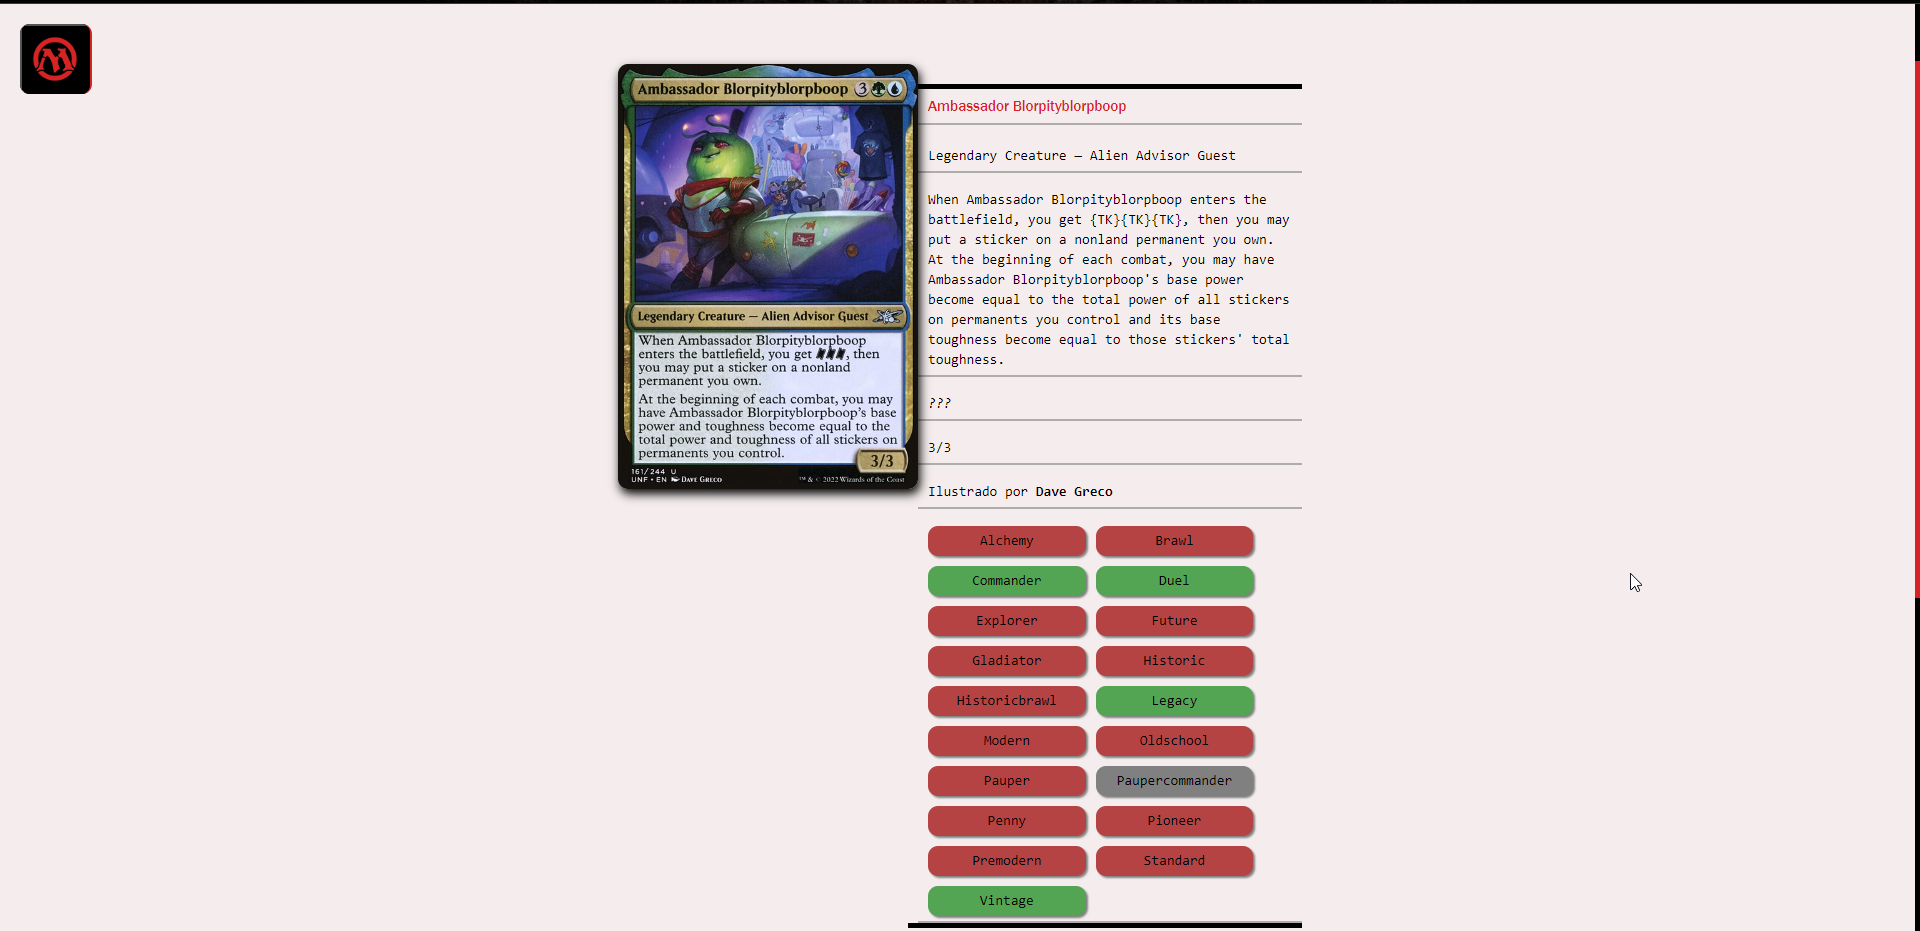 Ambassador Blorpityblorpboop 3
Legendary Creature — Alien Advisor Guest
When Ambassador Blorpityblorpboop
enters the battlefield, you get , then
you may put a sticker on a nonland
permanent you own.
At the beginning of each combat, you may
have Ambassador Blorpityblorpboop's base
power and toughness become equal to the
total power and toughness of all stickers on
permanents you control.
3/3
161/244 U
UNF • EN Dave Greco
™ & © 2022 Wizards of the Coast
Ambassador Blorpityblorpboop
Legendary Creature — Alien Advisor Guest
When Ambassador Blorpityblorpboop enters the
battlefield, you get {TK}{TK}{TK}, then you may
put a sticker on a nonland permanent you own.
At the beginning of each combat, you may have
Ambassador Blorpityblorpboop's base power
become equal to the total power of all stickers
on permanents you control and its base
toughness become equal to those stickers' total
toughness.
???
3/3
Ilustrado por Dave Greco
Alchemy Brawl
Commander Duel
Explorer Future
Gladiator Historic
Historicbrawl Legacy
Modern Oldschool
Pauper Paupercommander
Penny Pioneer
Premodern Standard
Vintage